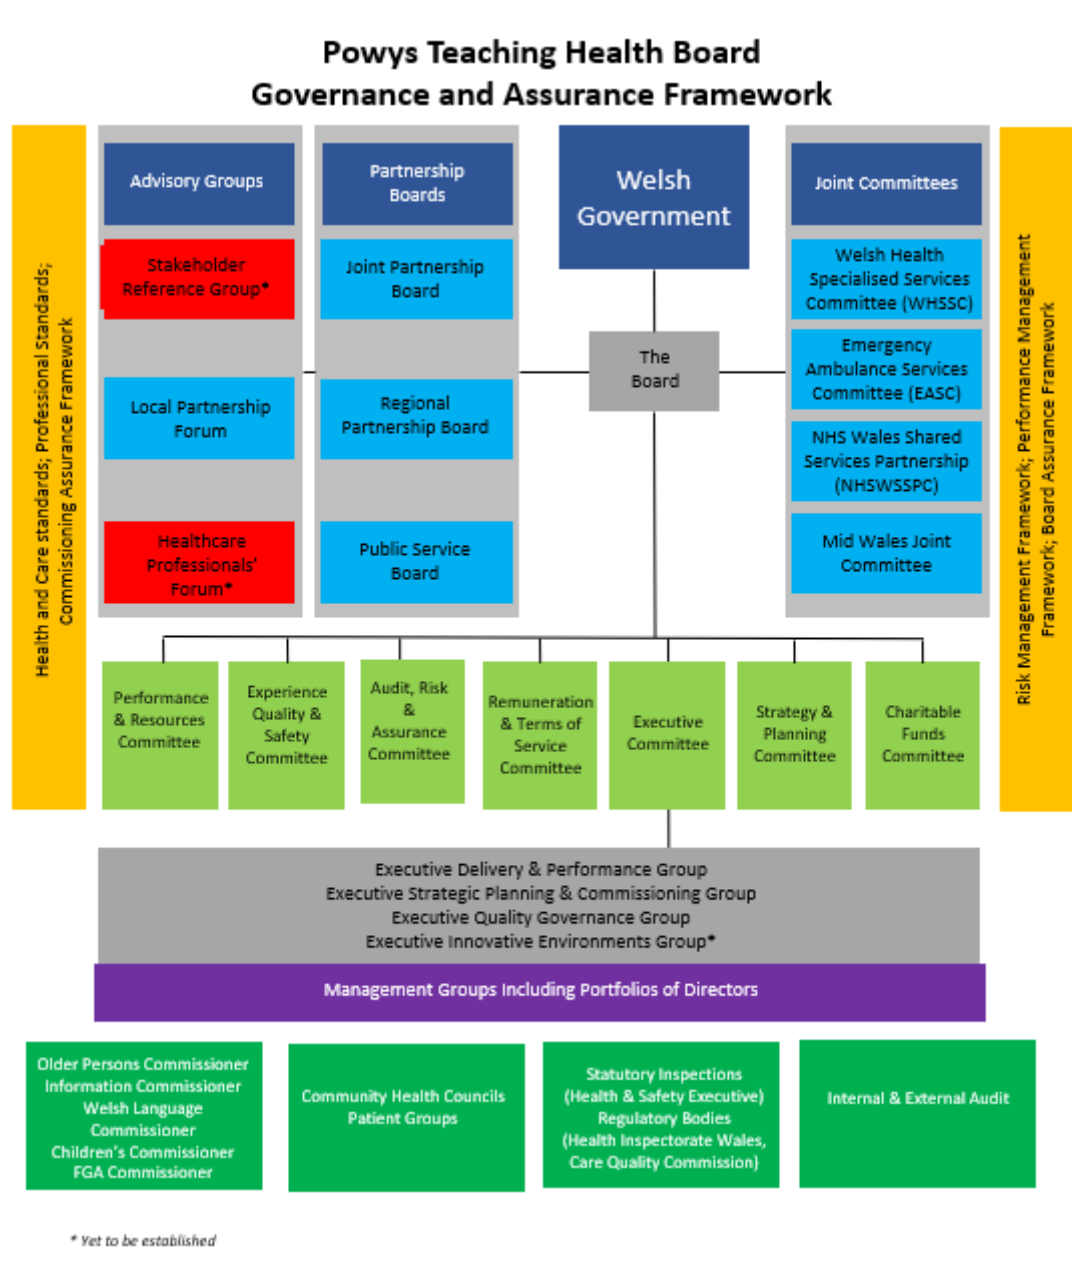 Powys Teaching Health Board
Governance and Assurance Framework
Health and Care standards; Professional Standards;
Commissioning Assurance Framework
Advisory Groups
Stakeholder
Reference Group*
Local Partnership
Forum
Healthcare
Professionals'
Forum*
Partnership
Boards
Joint Partnership
Board
Regional
Partnership Board
Public Service
Board
Welsh
Government
The
Board
Joint Committees
Welsh Health
Specialised Services
Committee (WHSSC)
Emergency
Ambulance Services
Committee (EASC)
NHS Wales Shared
Services Partnership
(NHSWSSPC)
Mid Wales Joint
Committee
Risk Management Framework; Performance Management
Framework; Board Assurance Framework
Performance
& Resources
Committee
Experience
Quality &
Safety
Committee
Audit, Risk
&
Assurance
Committee
Remuneration
& Terms of
Service
Committee
Executive
Committee
Strategy &
Planning
Committee
Charitable
Funds
Committee
Executive Delivery & Performance Group
Executive Strategic Planning & Commissioning Group
Executive Quality Governance Group
Executive Innovative Environments Group*
Management Groups Including Portfolios of Directors
Older Persons Commissioner
Information Commissioner
Welsh Language
Commissioner
Children's Commissioner
FGA Commissioner
Community Health Councils
Patient Groups
Statutory Inspections
(Health & Safety Executive)
Regulatory Bodies
(Health Inspectorate Wales,
Care Quality Commission)
Internal & External Audit
* Yet to be established